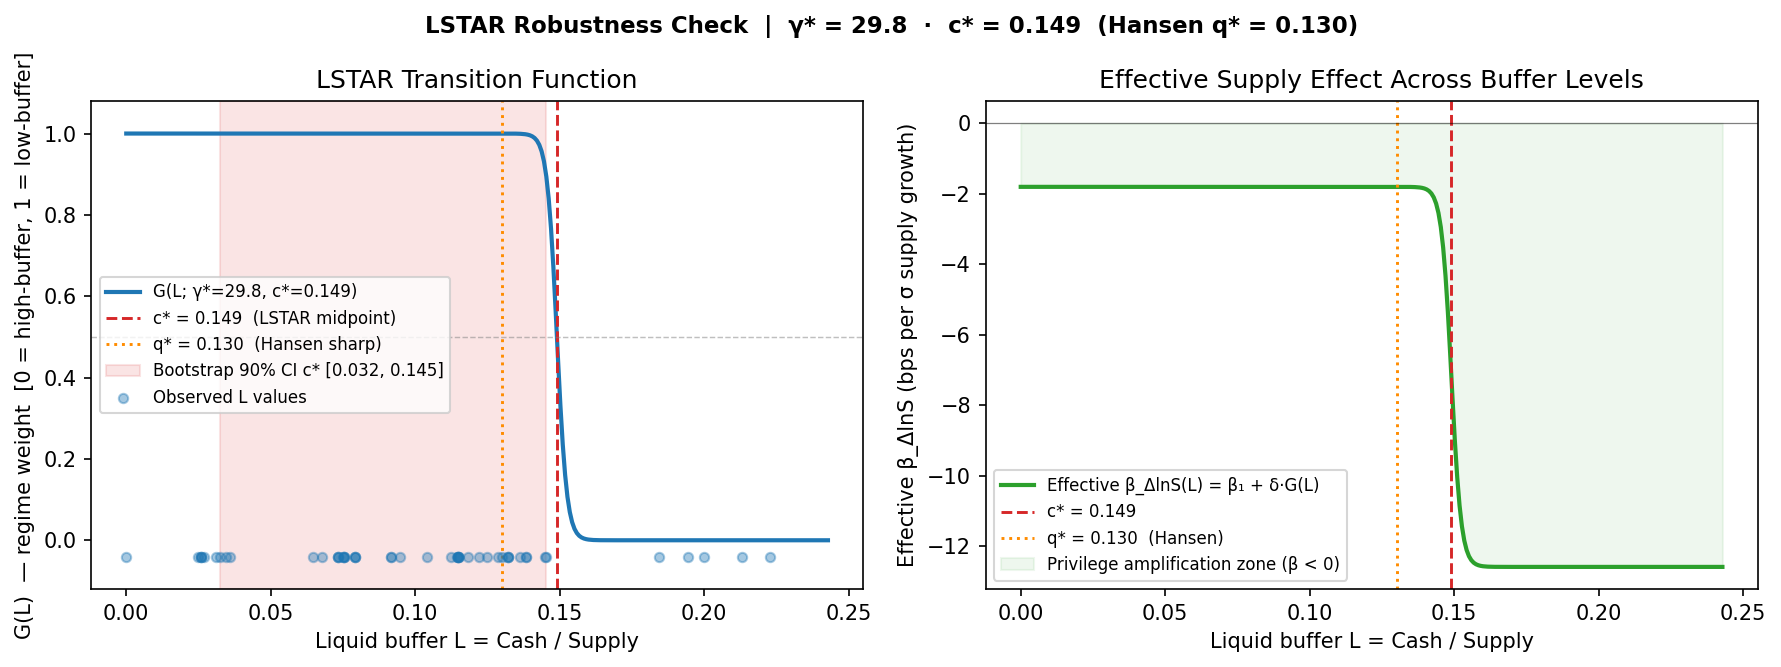 LSTAR Robustness Check | γ* = 29.8 · c* = 0.149 (Hansen q* = 0.130)
LSTAR Transition Function
G(L) — regime weight [0 = high-buffer, 1 = low-buffer]
1.0
0.8
0.6
0.4
0.2
0.0
G(L; γ*=29.8, c*=0.149)
c* = 0.149 (LSTAR midpoint)
q* = 0.130 (Hansen sharp)
Bootstrap 90% CI c* [0.032, 0.145]
Observed L values
0.00 0.05 0.10 0.15 0.20 0.25
Liquid buffer L = Cash / Supply
Effective Supply Effect Across Buffer Levels
Effective β_ΔlnS (bps per σ supply growth)
0
−2
−4
−6
−8
−10
−12
Effective β_ΔlnS(L) = β₁ + δ·G(L)
c* = 0.149
q* = 0.130 (Hansen)
Privilege amplification zone (β < 0)
0.00 0.05 0.10 0.15 0.20 0.25
Liquid buffer L = Cash / Supply